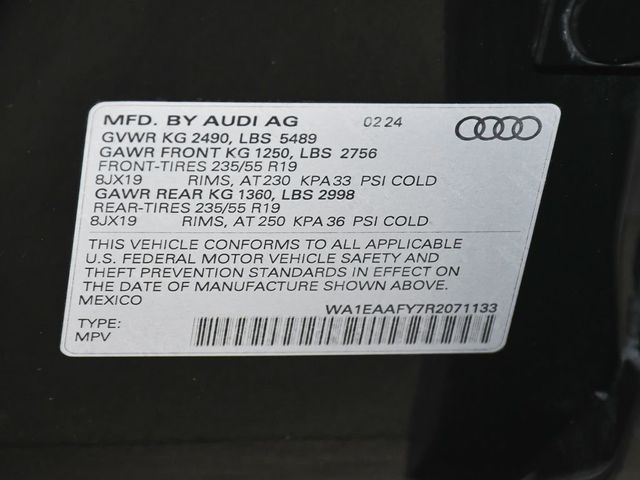 MFD. BY AUDI AG 02 24
GVWR KG 2490, LBS 5489
GAWR FRONT KG 1250, LBS 2756
FRONT-TIRES 235/55 R19
8JX19 RIMS, AT 230 KPA 33 PSI COLD
GAWR REAR KG 1360, LBS 2998
REAR-TIRES 235/55 R19
8JX19 RIMS, AT 250 KPA 36 PSI COLD
THIS VEHICLE CONFORMS TO ALL APPLICABLE
U.S. FEDERAL MOTOR VEHICLE SAFETY AND
THEFT PREVENTION STANDARDS IN EFFECT ON
THE DATE OF MANUFACTURE SHOWN ABOVE.
MEXICO
WA1EAAFY7R2071133
TYPE:
MPV